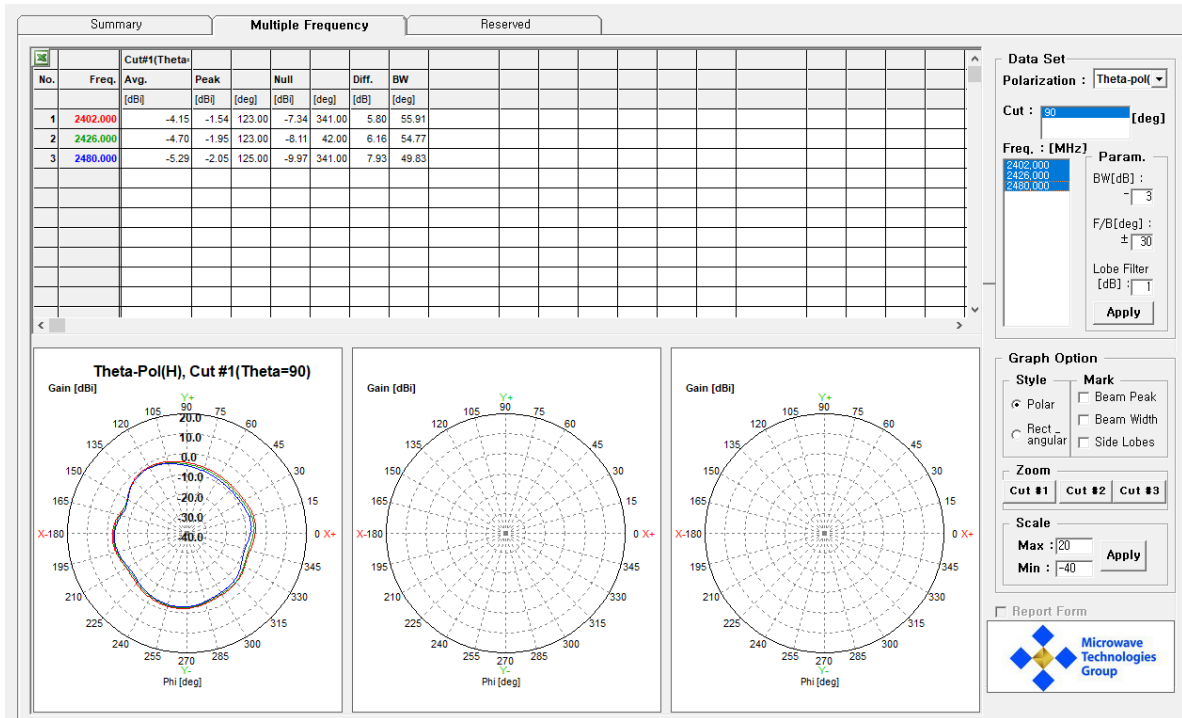 Summary Multiple Frequency Reserved
Cut#1(Theta=
No. Freq. Avg. Peak Null Diff. BW
[dBi] [dBi] [deg] [dBi] [deg] [dB] [deg]
1 2402.000 -4.15 -1.54 123.00 -7.34 341.00 5.80 55.91
2 2426.000 -4.70 -1.95 123.00 -8.11 42.00 6.16 54.77
3 2480.000 -5.29 -2.05 125.00 -9.97 341.00 7.93 49.83
Data Set
Polarization : Theta-pol(
Cut : 90 [deg]
Freq. : [MHz]
2402,000
2426,000
2480,000
Param.
BW[dB] :
- 3
F/B[deg] :
± 30
Lobe Filter
[dB] : 1
Apply
Theta-Pol(H), Cut #1(Theta=90)
Gain [dBi]
Y+
90
105 75
120 60
135 45
150 30
165 15
X-180 0 X+
195 345
210 330
225 315
240 300
255 285
270
Y-
Phi [deg]
20.0
10.0
0.0
-10.0
-20.0
-30.0
-40.0
Gain [dBi]
Y+
90
105 75
120 60
135 45
150 30
165 15
X-180 0 X+
195 345
210 330
225 315
240 300
255 285
270
Y-
Phi [deg]
Gain [dBi]
Y+
90
105 75
120 60
135 45
150 30
165 15
X-180 0 X+
195 345
210 330
225 315
240 300
255 285
270
Y-
Phi [deg]
Graph Option
Style
Polar
Rect _
angular
Mark
Beam Peak
Beam Width
Side Lobes
Zoom
Cut #1 Cut #2 Cut #3
Scale
Max : 20
Min : -40
Apply
Report Form
Microwave
Technologies
Group